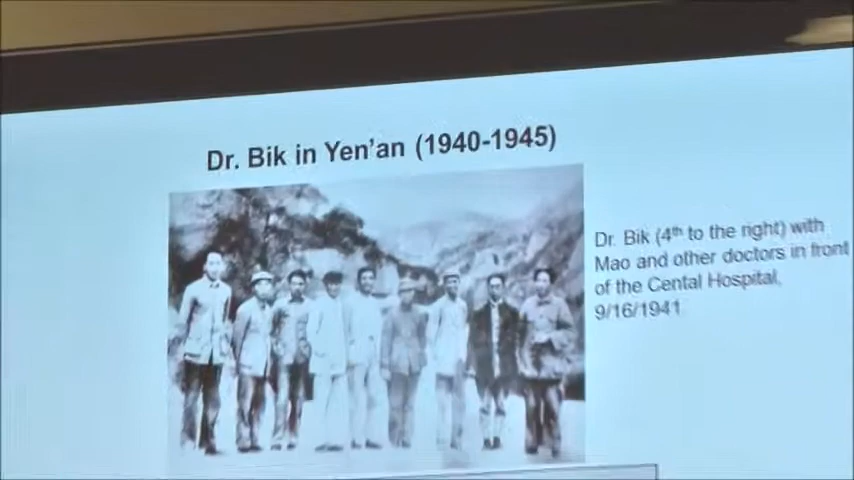 Dr. Bik in Yen’an (1940-1945)
Dr. Bik (4th to the right) with
Mao and other doctors in front
of the Cental Hospital,
9/16/1941